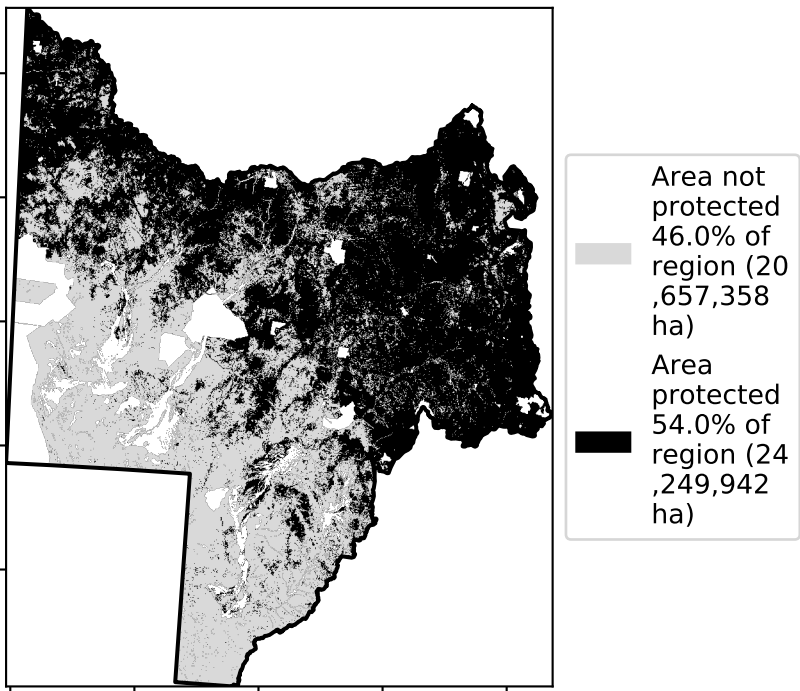 Area not
protected
46.0% of
region (20
,657,358
ha)
Area
protected
54.0% of
region (24
,249,942
ha)